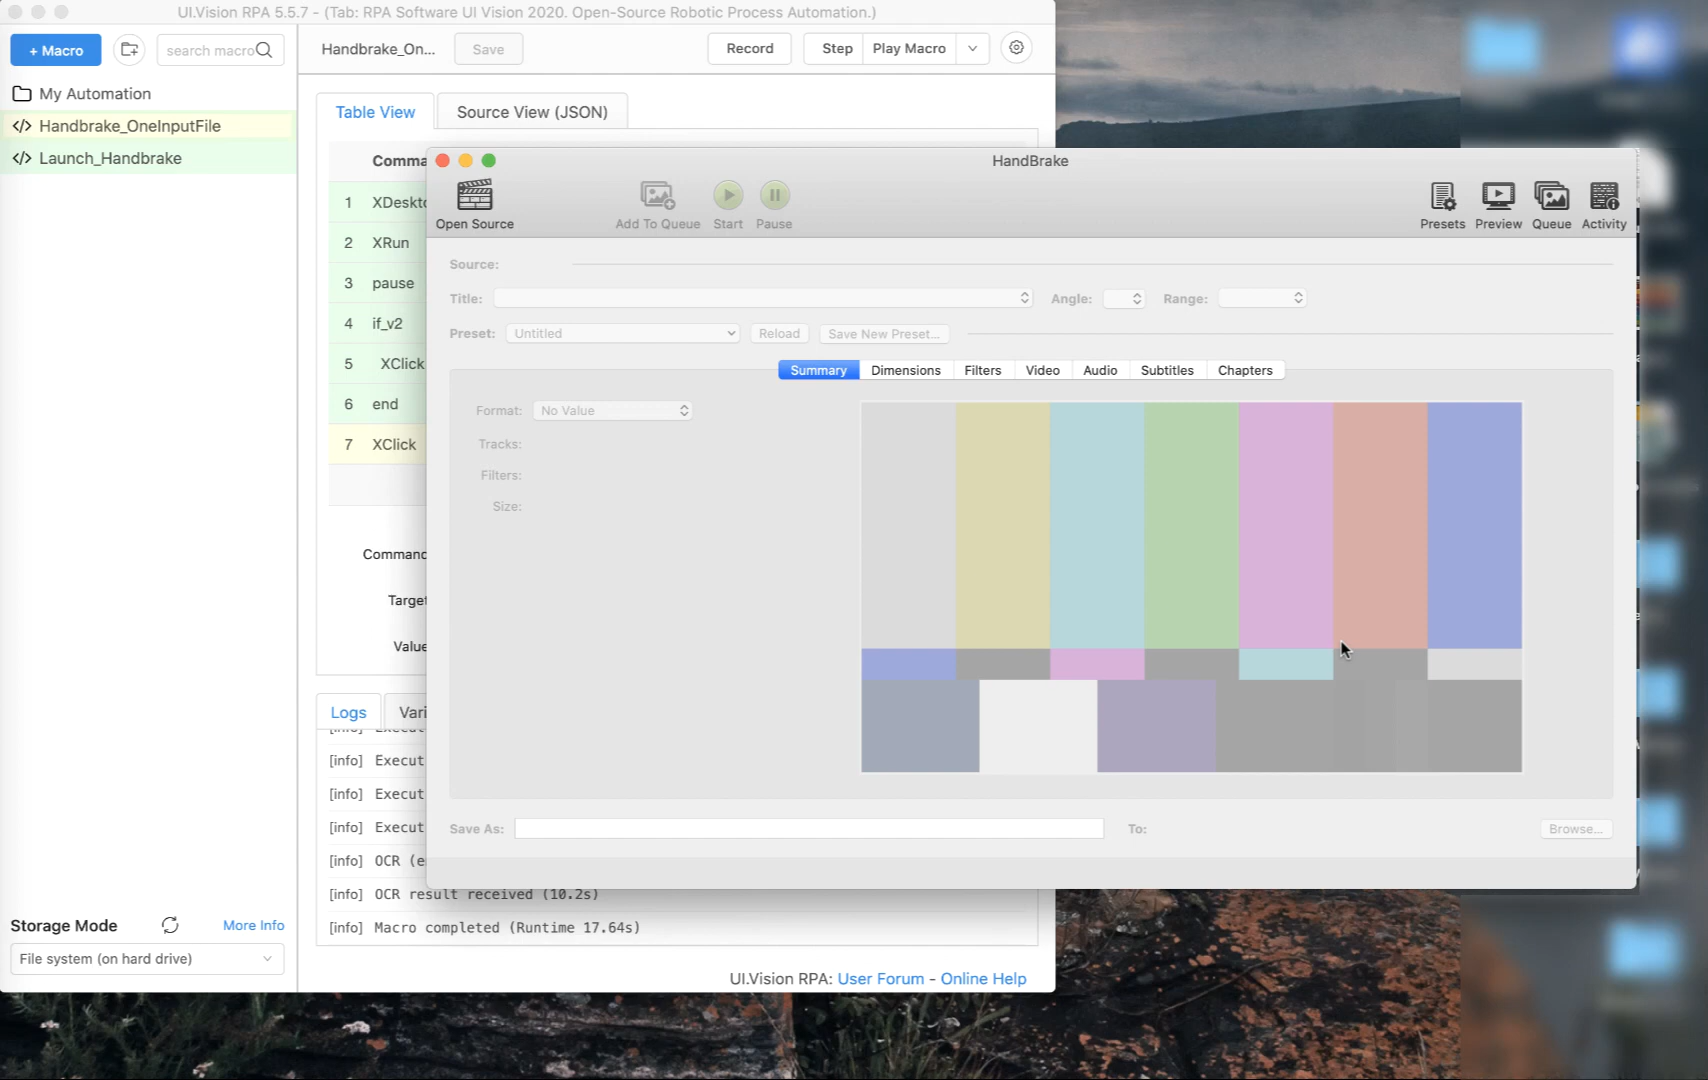 UI.Vision RPA 5.5.7 - (Tab: RPA Software UI Vision 2020. Open-Source Robotic Process Automation.)
+ Macro
search macro
Handbrake_On...
Save
Record
Step
Play Macro
My Automation
Handbrake_OneInputFile
Launch_Handbrake
Table View
Source View (JSON)
Comma
1 XDeskto
2 XRun
3 pause
4 if_v2
5 XClick
6 end
7 XClick
Command
Target
Value
Logs
Vari
[info] Execut
[info] Execut
[info] Execut
[info] OCR (e
[info] OCR result received (10.2s)
[info] Macro completed (Runtime 17.64s)
Storage Mode
More Info
File system (on hard drive)
UI.Vision RPA: User Forum - Online Help
HandBrake
Open Source
Add To Queue
Start
Pause
Presets
Preview
Queue
Activity
Source:
Title:
Angle:
Range:
Preset:
Untitled
Reload
Save New Preset...
Summary
Dimensions
Filters
Video
Audio
Subtitles
Chapters
Format:
No Value
Tracks:
Filters:
Size:
Save As:
To:
Browse...